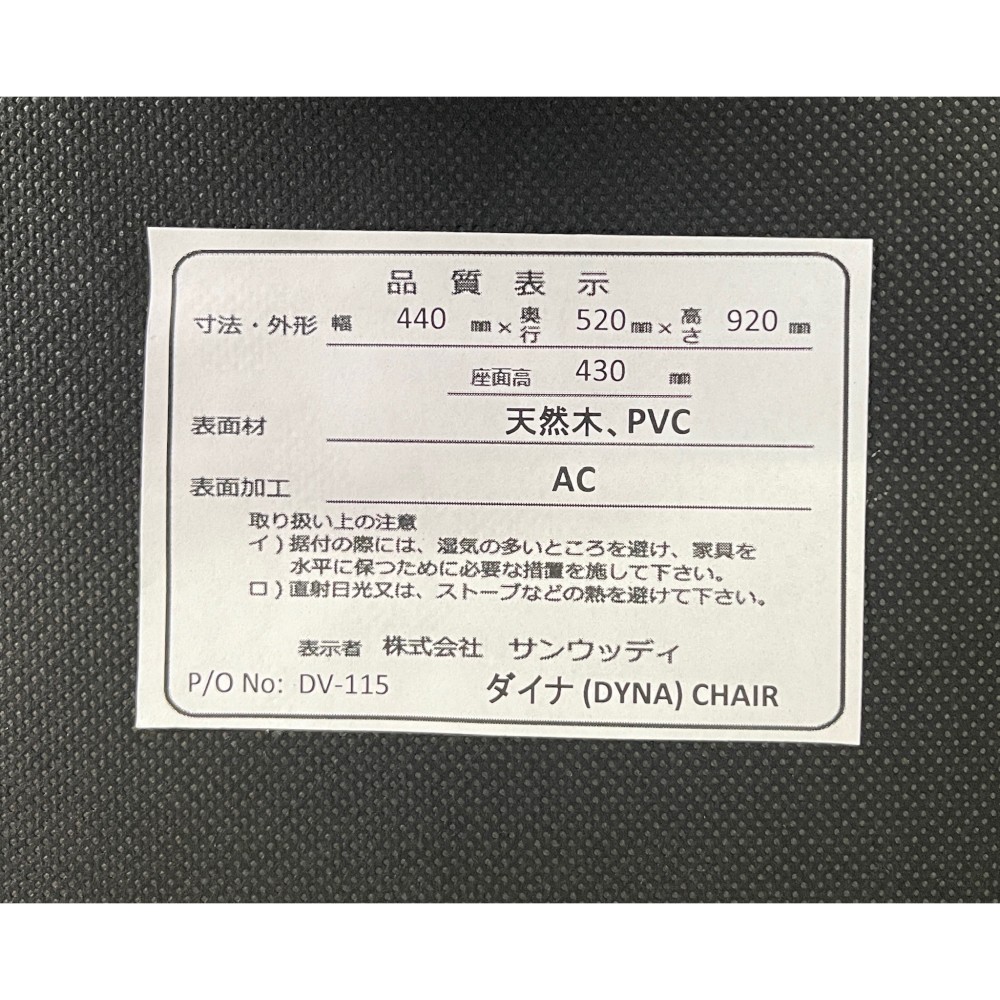 品質表示
寸法・外形 幅 440 ㎜ × 奥行 520 ㎜ × 高さ 920 ㎜
座面高 430 ㎜
表面材 天然木、PVC
表面加工 AC
取り扱い上の注意
イ)据付の際には、湿気の多いところを避け、家具を
水平に保つために必要な措置を施して下さい。
ロ)直射日光又は、ストーブなどの熱を避けて下さい。
表示者 株式会社 サンウッディ
P/O No: DV-115 ダイナ (DYNA) CHAIR